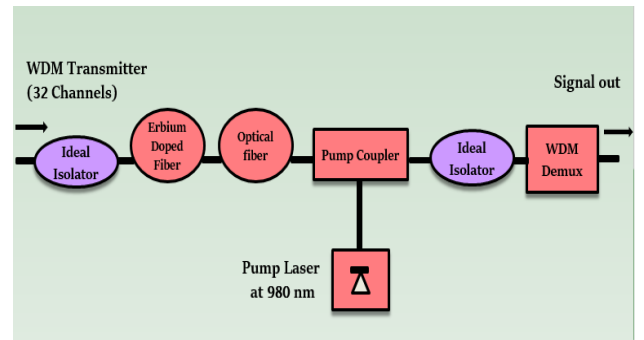 WDM Transmitter
(32 Channels)
Signal out
Ideal
Isolator
Erbium
Doped
Fiber
Optical
fiber
Pump Coupler
Ideal
Isolator
WDM
Demux
Pump Laser
at 980 nm